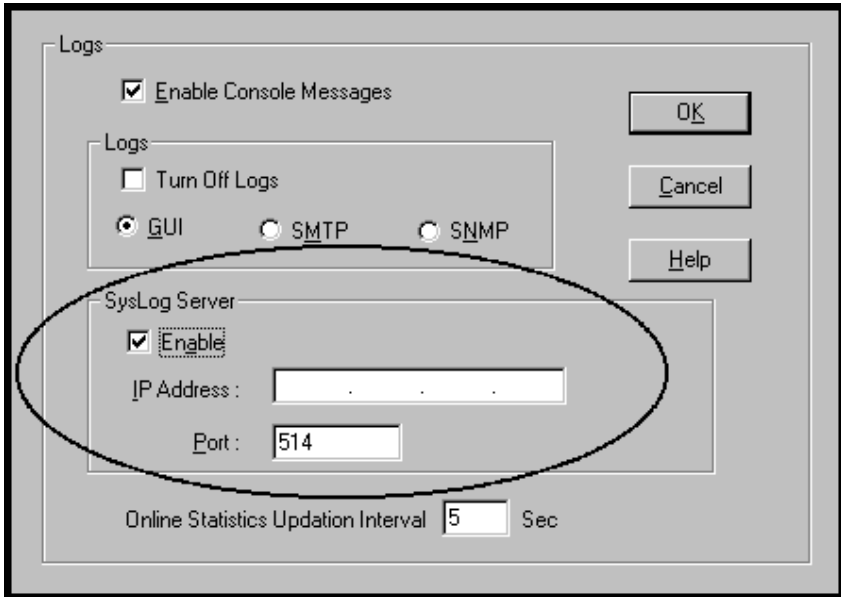 Logs
Enable Console Messages
OK
Logs
Turn Off Logs
Cancel
GUI SMTP SNMP
Help
SysLog Server
Enable
IP Address : . . .
Port : 514
Online Statistics Updation Interval 5 Sec